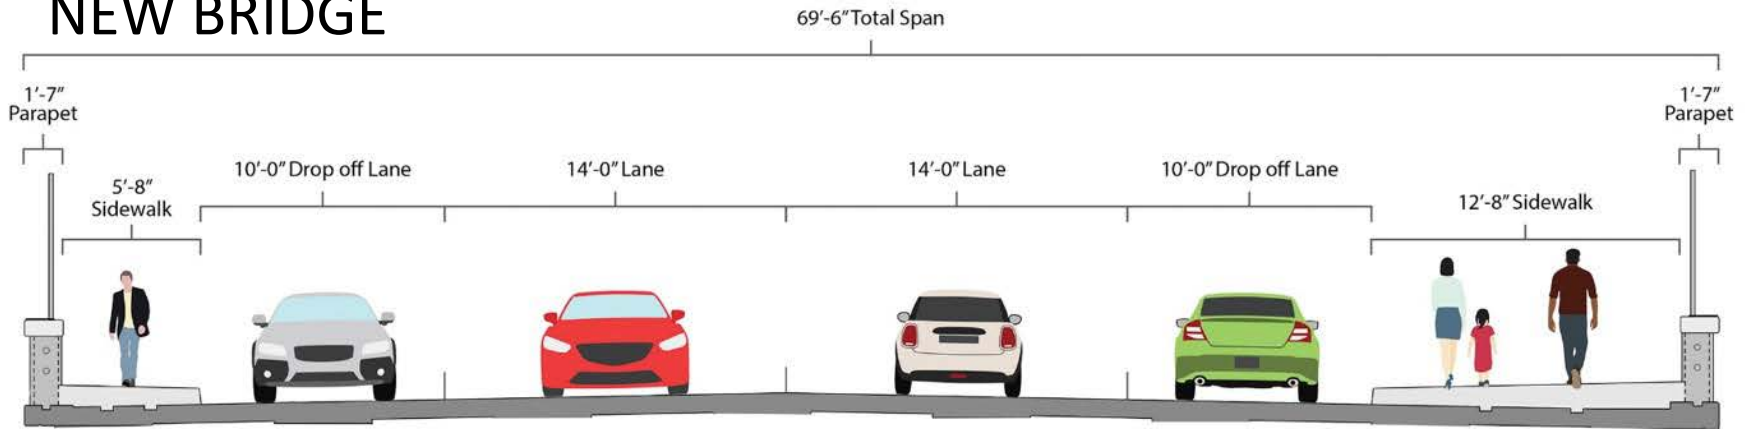 NEW BRIDGE
69'-6" Total Span
1'-7"
Parapet
1'-7"
Parapet
10'-0" Drop off Lane
14'-0" Lane
14'-0" Lane
10'-0" Drop off Lane
5'-8"
Sidewalk
12'-8" Sidewalk